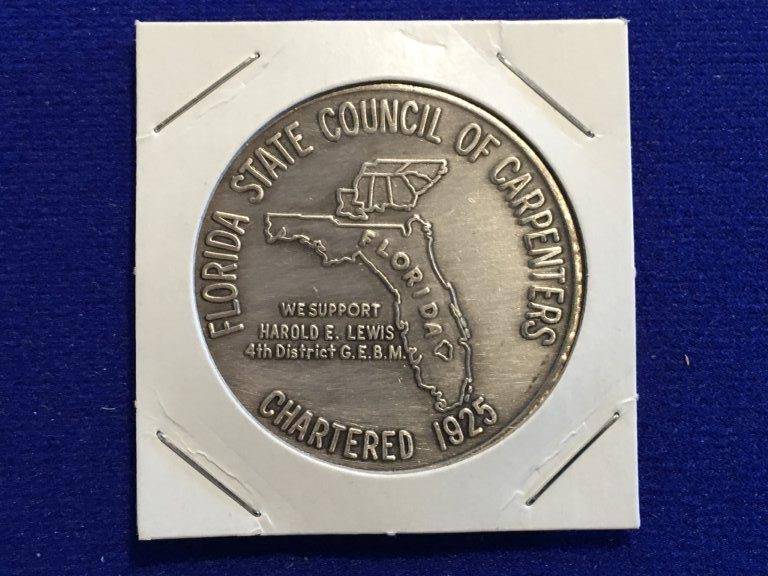 FLORIDA STATE COUNCIL OF CARPENTERS
FLORIDA
WE SUPPORT
HAROLD E. LEWIS
4th District G.E.B.M.
CHARTERED 1925